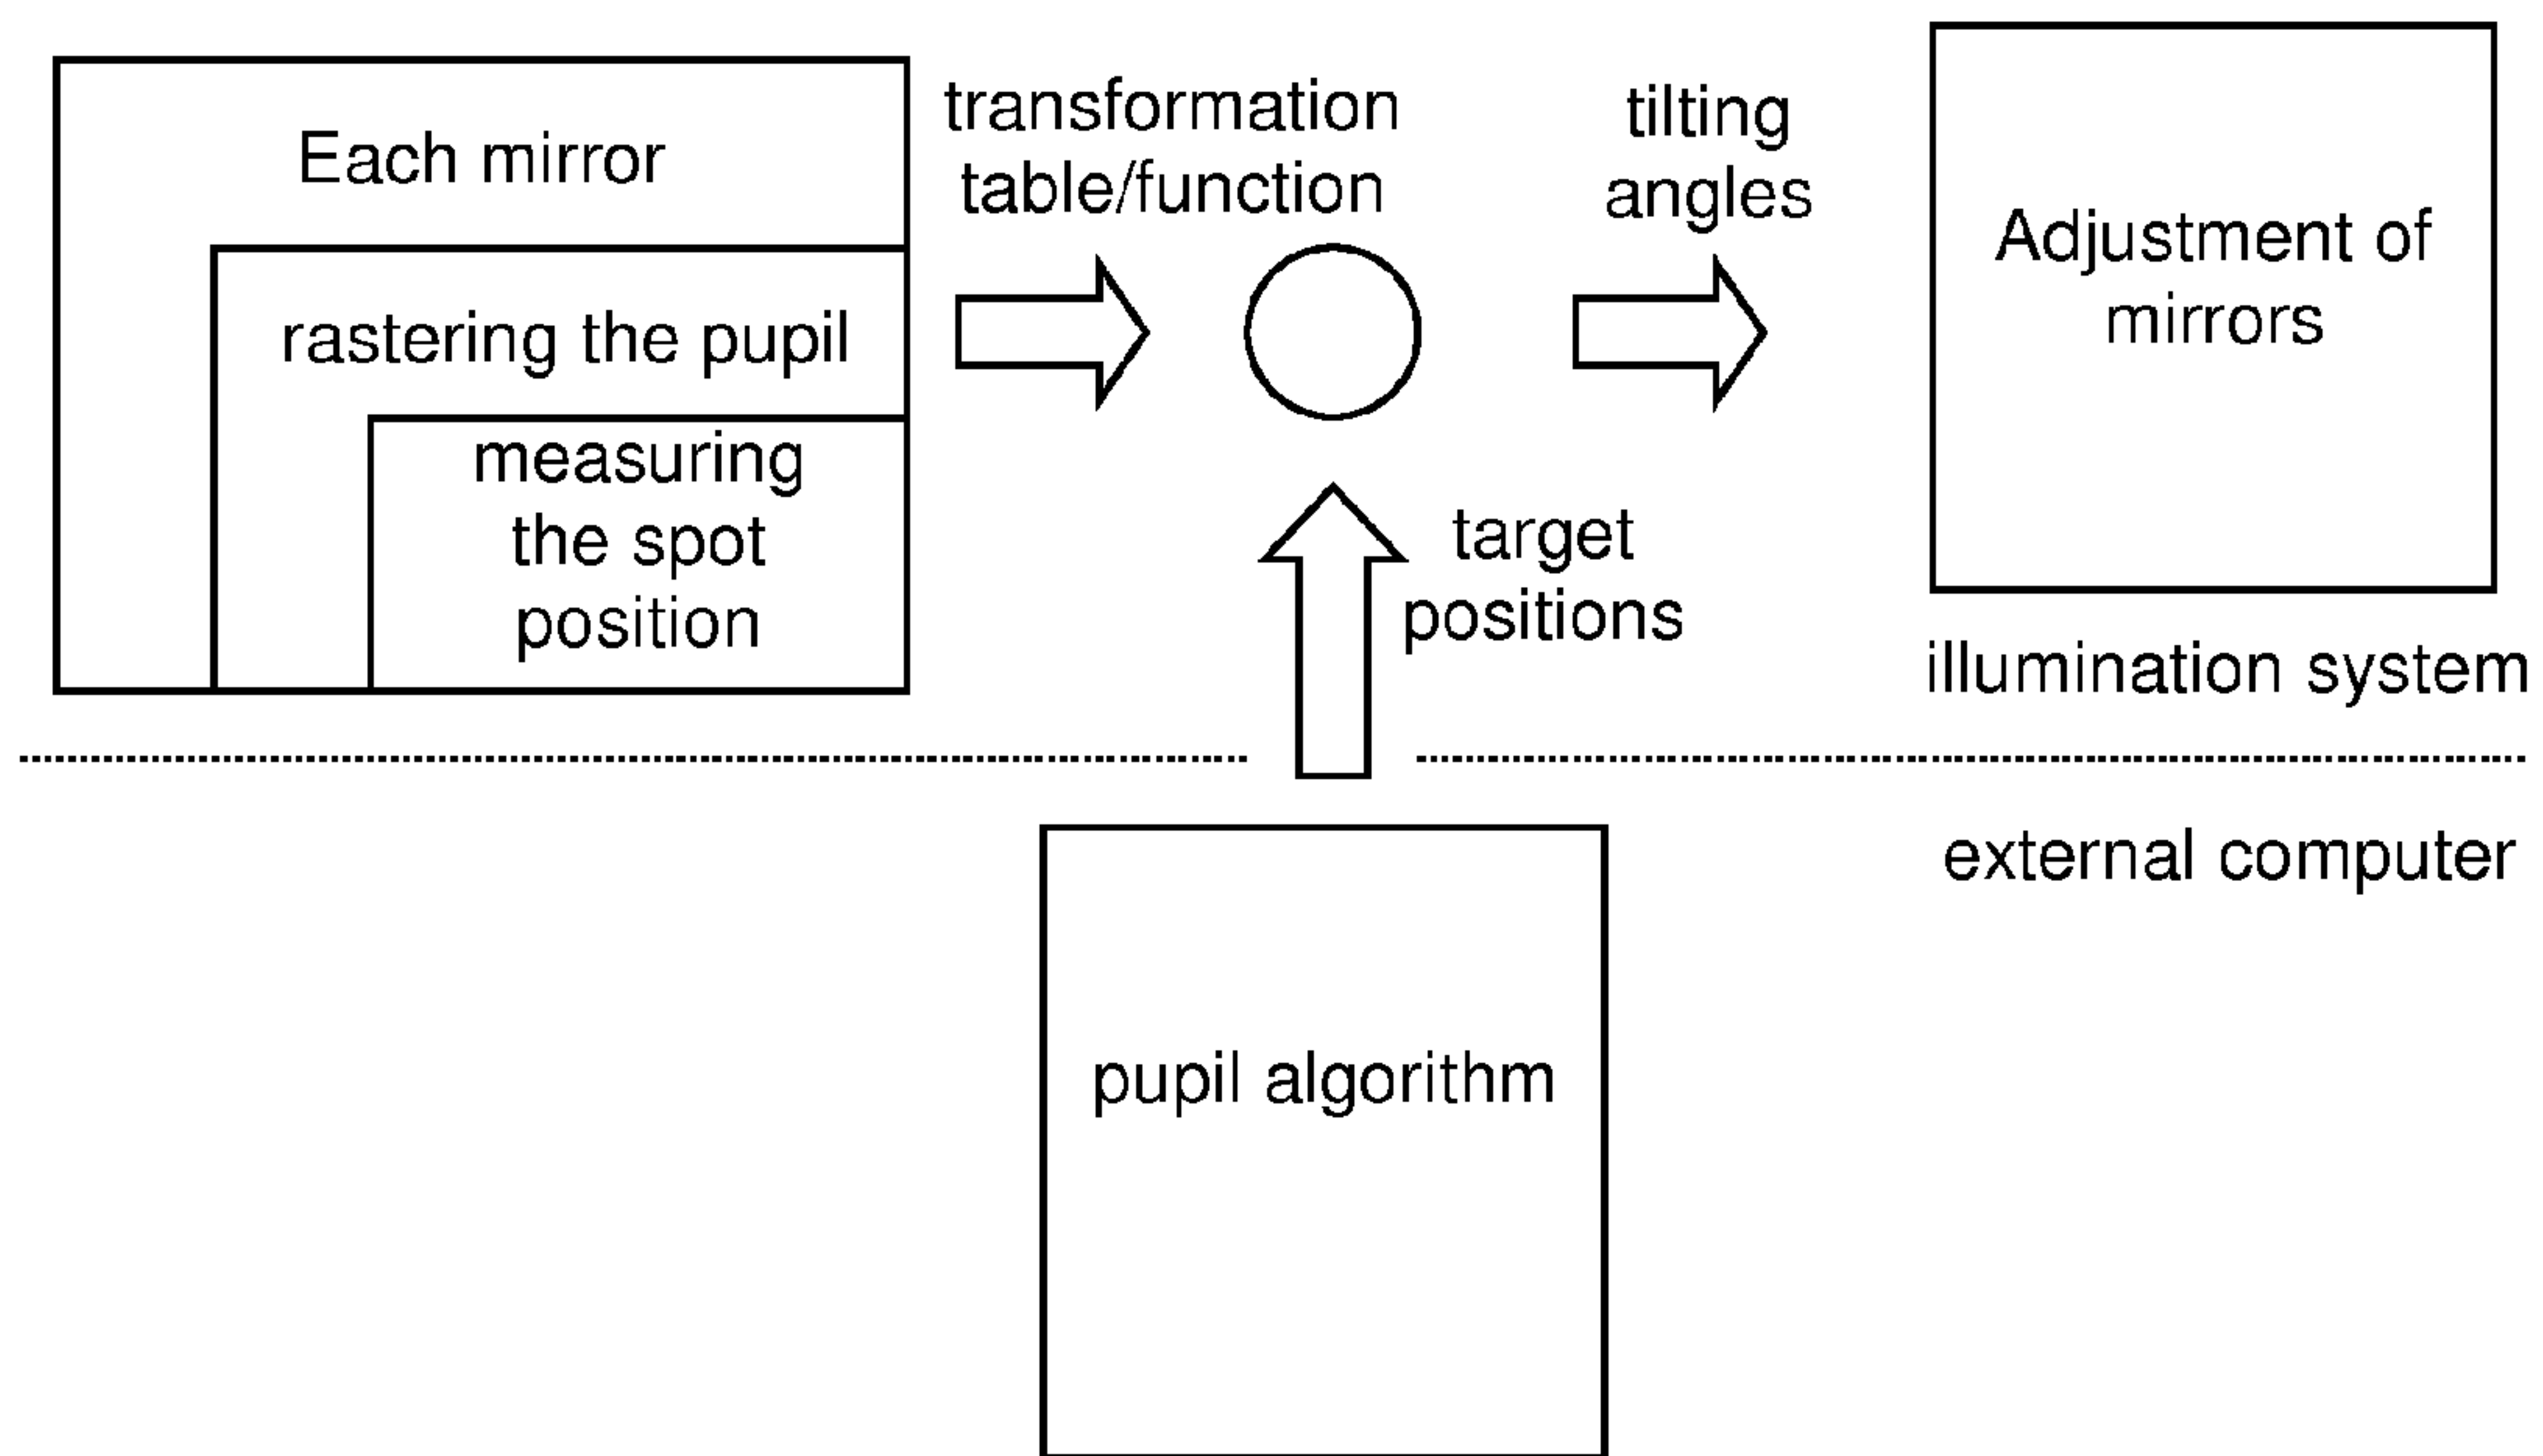 Each mirror
rastering the pupil
measuring
the spot
position
transformation
table/function
tilting
angles
target
positions
Adjustment of
mirrors
illumination system
external computer
pupil algorithm